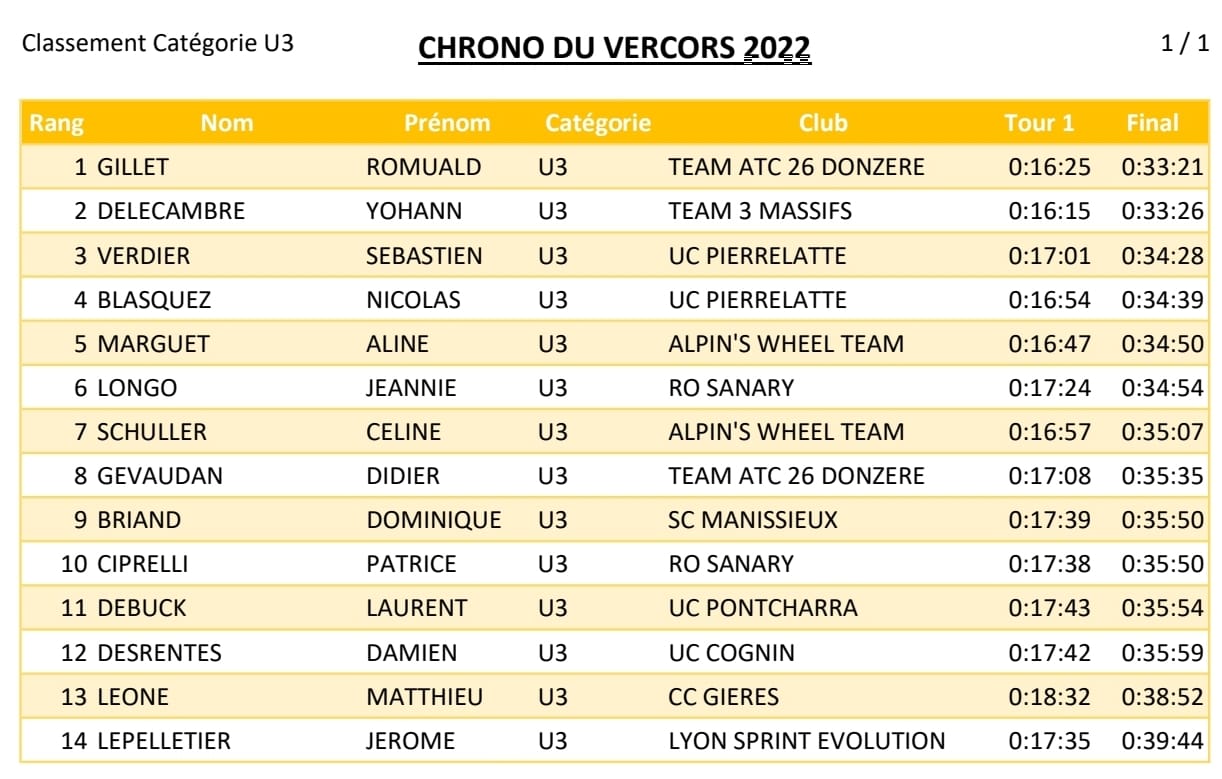 Classement Catégorie U3 CHRONO DU VERCORS 2022 1 / 1
Rang Nom Prénom Catégorie Club Tour 1 Final
1 GILLET ROMUALD U3 TEAM ATC 26 DONZERE 0:16:25 0:33:21
2 DELECAMBRE YOHANN U3 TEAM 3 MASSIFS 0:16:15 0:33:26
3 VERDIER SEBASTIEN U3 UC PIERRELATTE 0:17:01 0:34:28
4 BLASQUEZ NICOLAS U3 UC PIERRELATTE 0:16:54 0:34:39
5 MARGUET ALINE U3 ALPIN'S WHEEL TEAM 0:16:47 0:34:50
6 LONGO JEANNIE U3 RO SANARY 0:17:24 0:34:54
7 SCHULLER CELINE U3 ALPIN'S WHEEL TEAM 0:16:57 0:35:07
8 GEVAUDAN DIDIER U3 TEAM ATC 26 DONZERE 0:17:08 0:35:35
9 BRIAND DOMINIQUE U3 SC MANISSIEUX 0:17:39 0:35:50
10 CIPRELLI PATRICE U3 RO SANARY 0:17:38 0:35:50
11 DEBUCK LAURENT U3 UC PONTCHARRA 0:17:43 0:35:54
12 DESRENTES DAMIEN U3 UC COGNIN 0:17:42 0:35:59
13 LEONE MATTHIEU U3 CC GIERES 0:18:32 0:38:52
14 LEPELLETIER JEROME U3 LYON SPRINT EVOLUTION 0:17:35 0:39:44